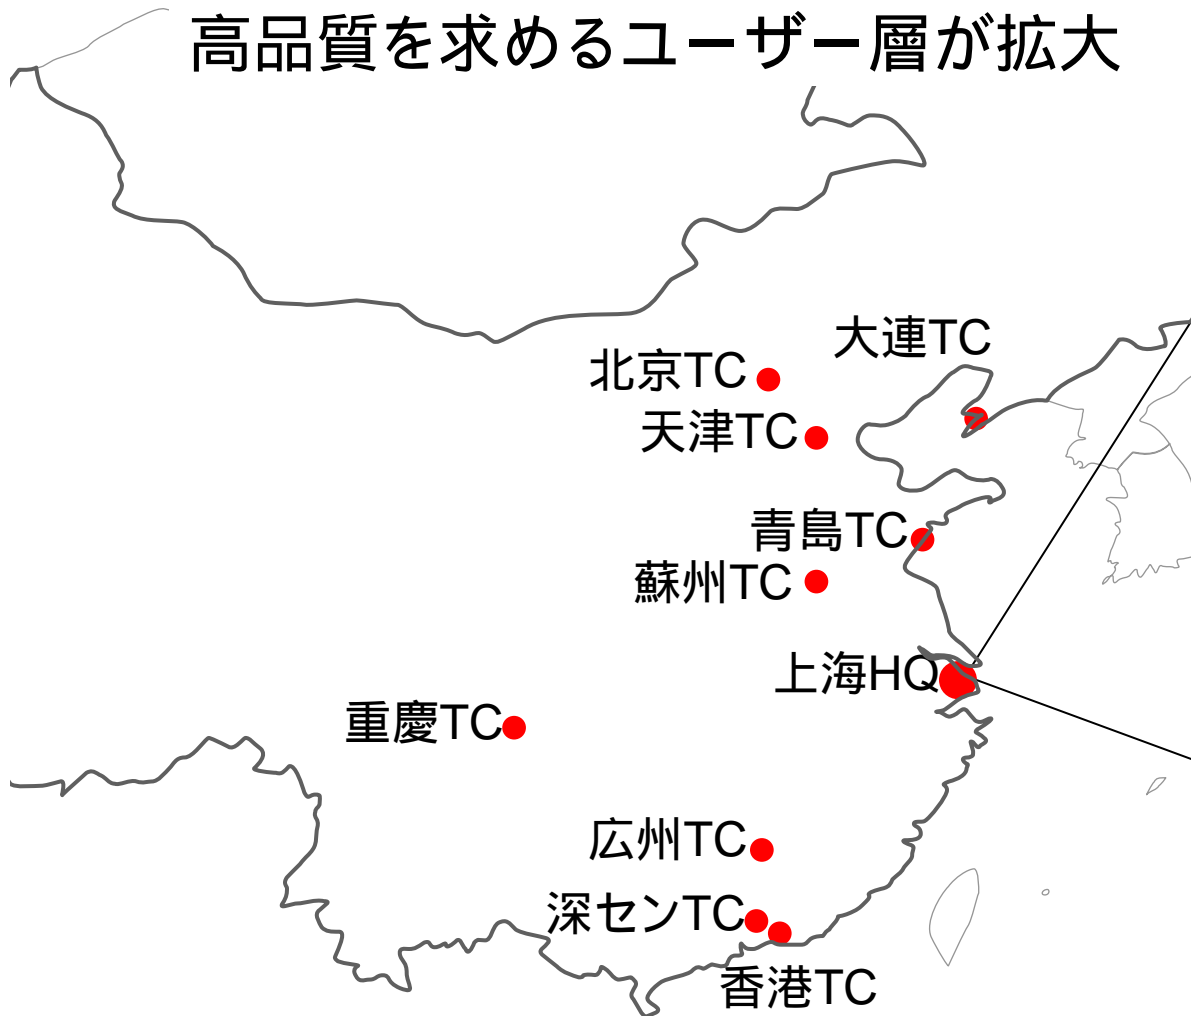 高品質を求めるユーザー層が拡大
大連TC
北京TC
天津TC
青島TC
蘇州TC
上海HQ
重慶TC
広州TC
深センTC
香港TC